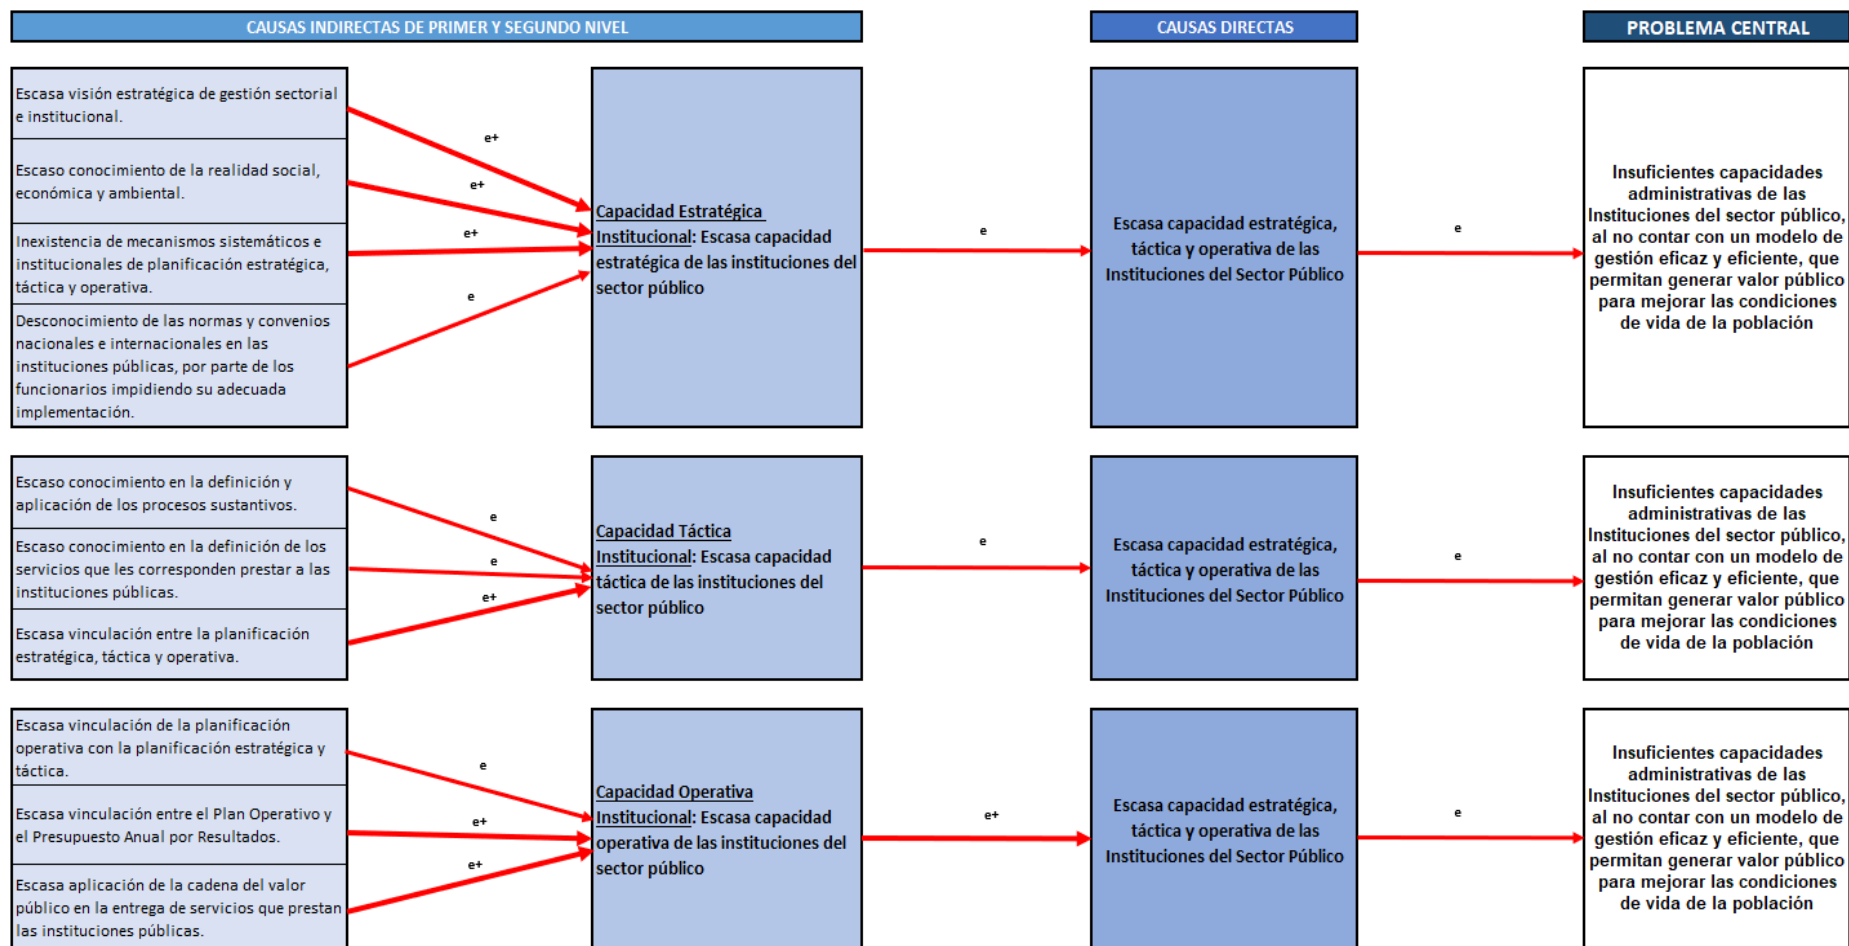 CAUSAS INDIRECTAS DE PRIMER Y SEGUNDO NIVEL
CAUSAS DIRECTAS
PROBLEMA CENTRAL
Escasa visión estratégica de gestión sectorial
e institucional.
Escaso conocimiento de la realidad social,
económica y ambiental.
Inexistencia de mecanismos sistemáticos e
institucionales de planificación estratégica,
táctica y operativa.
Desconocimiento de las normas y convenios
nacionales e internacionales en las
instituciones públicas, por parte de los
funcionarios impidiendo su adecuada
implementación.
e+
e+
e+
e
Capacidad Estratégica
Institucional: Escasa capacidad
estratégica de las instituciones del
sector público
e
Escasa capacidad estratégica,
táctica y operativa de las
Instituciones del Sector Público
e
Insuficientes capacidades
administrativas de las
Instituciones del sector público,
al no contar con un modelo de
gestión eficaz y eficiente, que
permitan generar valor público
para mejorar las condiciones
de vida de la población
Escaso conocimiento en la definición y
aplicación de los procesos sustantivos.
Escaso conocimiento en la definición de los
servicios que les corresponden prestar a las
instituciones públicas.
Escasa vinculación entre la planificación
estratégica, táctica y operativa.
e
e
e+
Capacidad Táctica
Institucional: Escasa capacidad
táctica de las instituciones del
sector público
e
Escasa capacidad estratégica,
táctica y operativa de las
Instituciones del Sector Público
e
Insuficientes capacidades
administrativas de las
Instituciones del sector público,
al no contar con un modelo de
gestión eficaz y eficiente, que
permitan generar valor público
para mejorar las condiciones
de vida de la población
Escasa vinculación de la planificación
operativa con la planificación estratégica y
táctica.
Escasa vinculación entre el Plan Operativo y
el Presupuesto Anual por Resultados.
Escasa aplicación de la cadena del valor
público en la entrega de servicios que prestan
las instituciones públicas.
e
e+
e+
Capacidad Operativa
Institucional: Escasa capacidad
operativa de las instituciones del
sector público
e+
Escasa capacidad estratégica,
táctica y operativa de las
Instituciones del Sector Público
e
Insuficientes capacidades
administrativas de las
Instituciones del sector público,
al no contar con un modelo de
gestión eficaz y eficiente, que
permitan generar valor público
para mejorar las condiciones
de vida de la población